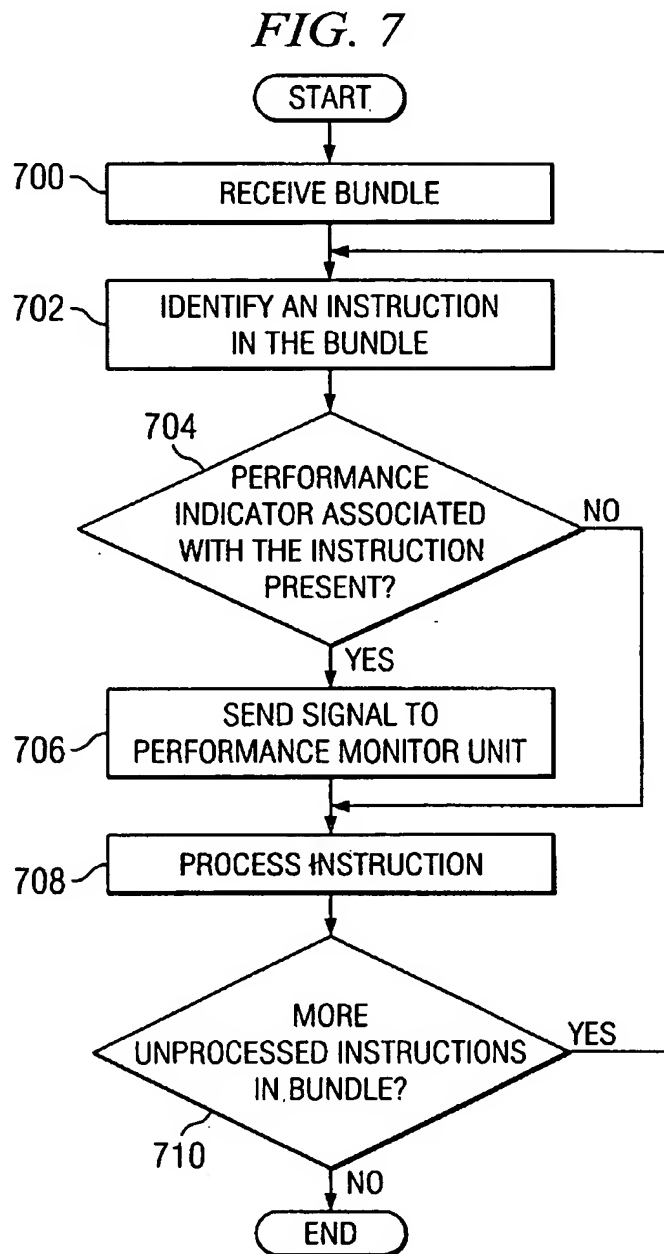 FIG. 7
START
700
RECEIVE BUNDLE
702
IDENTIFY AN INSTRUCTION
IN THE BUNDLE
704
PERFORMANCE
INDICATOR ASSOCIATED
WITH THE INSTRUCTION
PRESENT?
NO
YES
706
SEND SIGNAL TO
PERFORMANCE MONITOR UNIT
708
PROCESS INSTRUCTION
MORE
UNPROCESSED INSTRUCTIONS
IN BUNDLE?
YES
710
NO
END